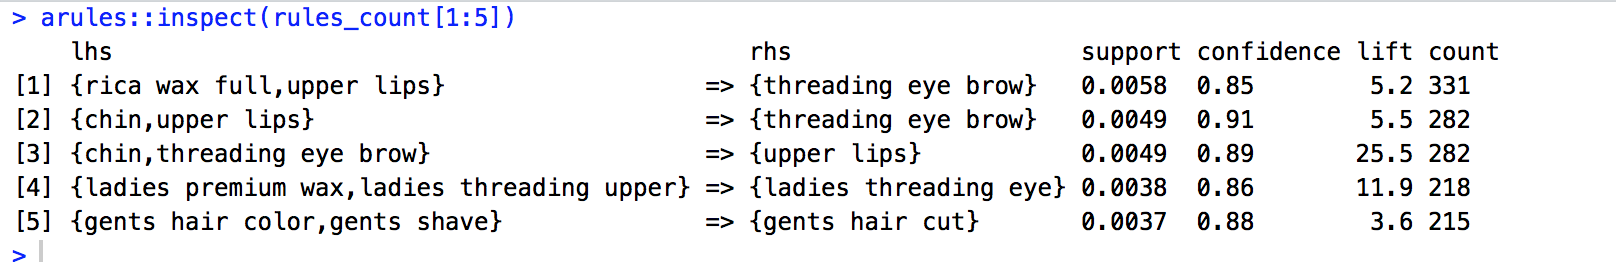 > arules::inspect(rules_count[1:5])
    lhs                                        rhs                   support confidence lift count
[1] {rica wax full,upper lips}              => {threading eye brow}  0.0058  0.85        5.2 331
[2] {chin,upper lips}                       => {threading eye brow}  0.0049  0.91        5.5 282
[3] {chin,threading eye brow}               => {upper lips}          0.0049  0.89       25.5 282
[4] {ladies premium wax,ladies threading upper} => {ladies threading eye} 0.0038  0.86       11.9 218
[5] {gents hair color,gents shave}          => {gents hair cut}      0.0037  0.88        3.6 215
>